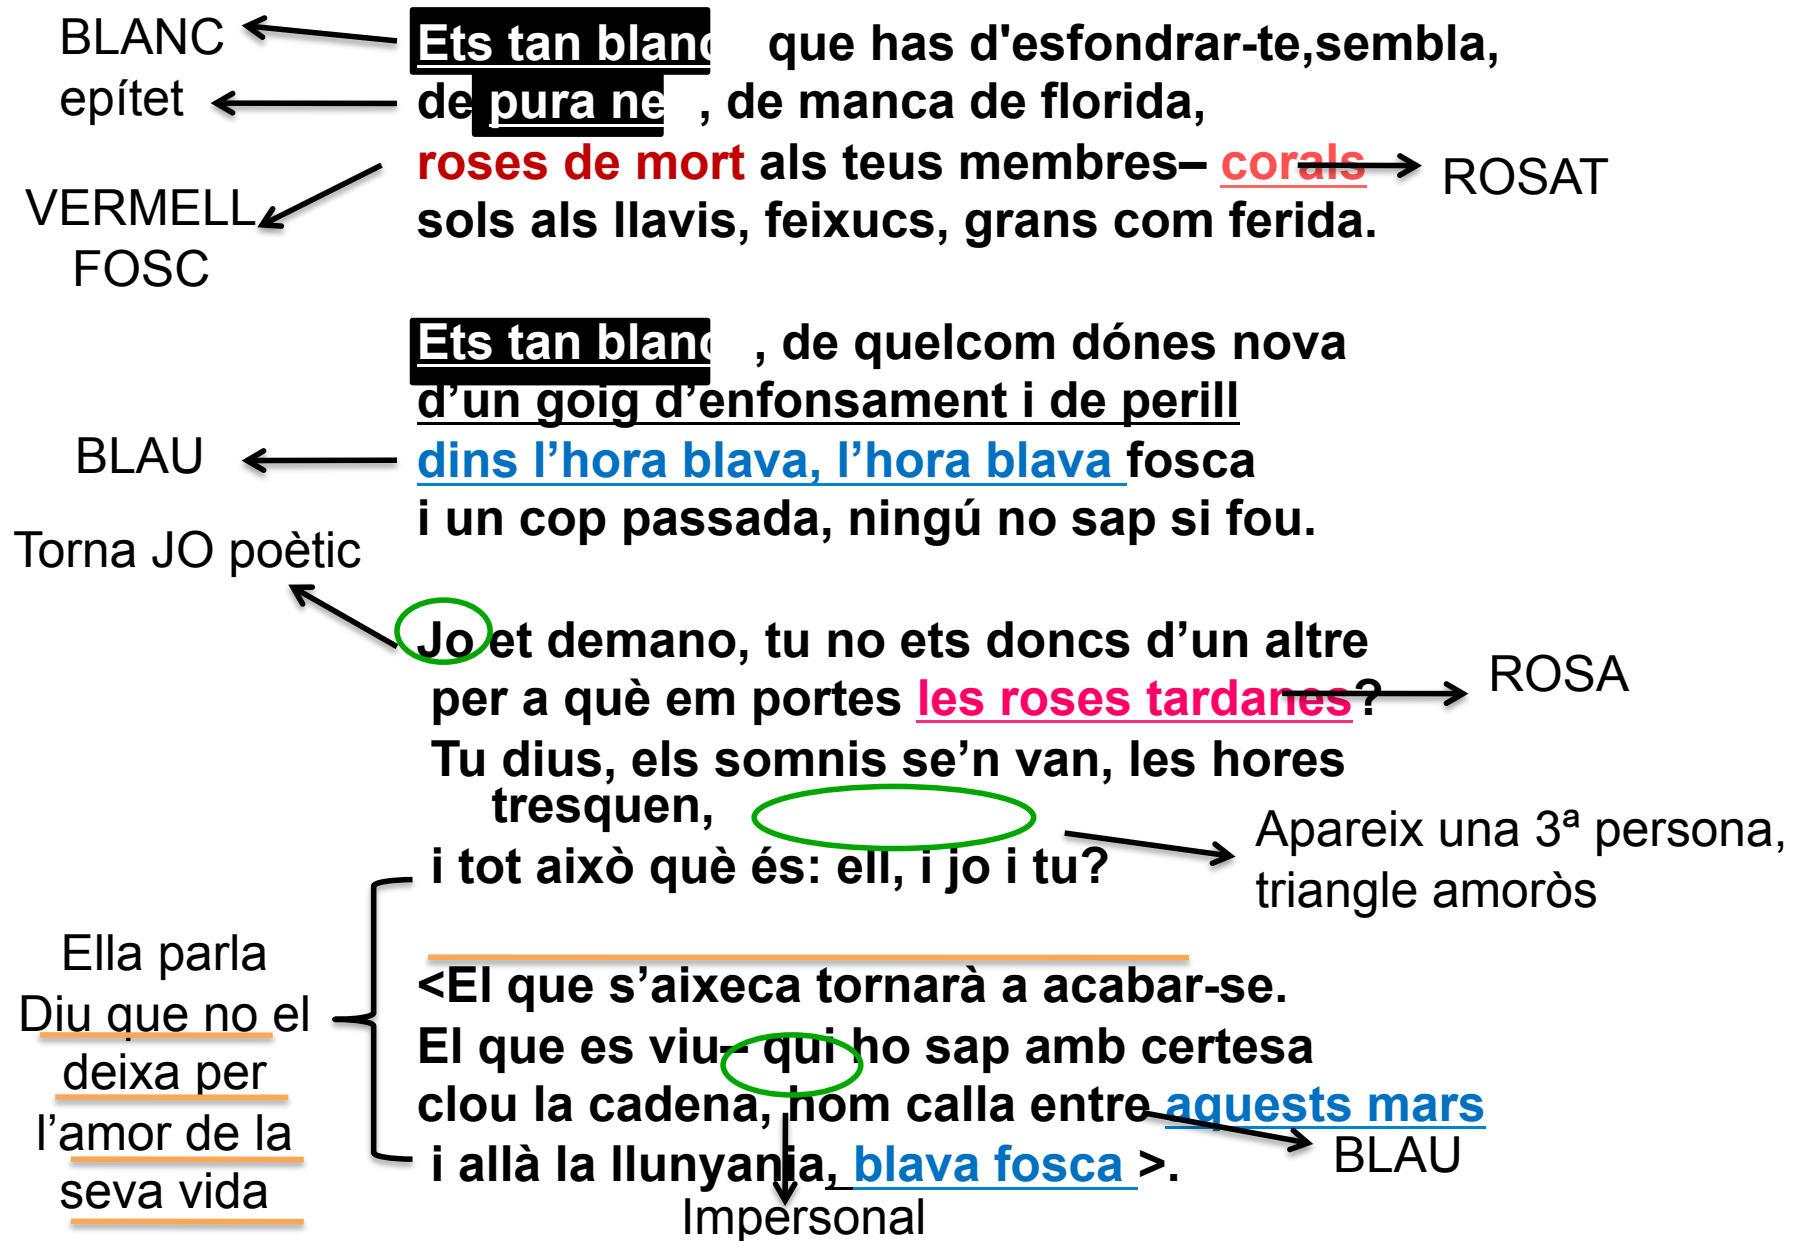 BLANC
epítet
VERMELL
FOSC
BLAU
Torna JO poètic
Ella parla
Diu que no el
deixa per
l'amor de la
seva vida
Ets tan blanc que has d'esfondrar-te,sembla,
de pura ne , de manca de florida,
roses de mort als teus membres– corals
sols als llavis, feixucs, grans com ferida.
Ets tan blanc , de quelcom dónes nova
d’un goig d’enfonsament i de perill
dins l’hora blava, l’hora blava fosca
i un cop passada, ningú no sap si fou.
Jo et demano, tu no ets doncs d’un altre
per a què em portes les roses tardanes?
Tu dius, els somnis se’n van, les hores
tresquen,
i tot això què és: ell, i jo i tu?
<El que s’aixeca tornarà a acabar-se.
El que es viu– qui ho sap amb certesa
clou la cadena, hom calla entre aquests mars
i allà la llunyania, blava fosca >.
ROSAT
ROSA
Apareix una 3ª persona,
triangle amoròs
BLAU
Impersonal